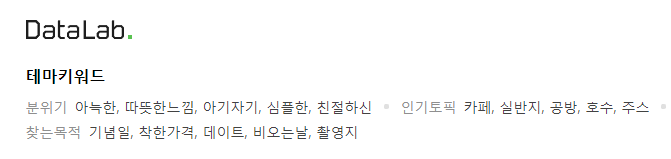 DataLab.
테마키워드
분위기 아늑한, 따뜻한느낌, 아기자기, 심플한, 친절하신 • 인기토픽 카페, 실반지, 공방, 호수, 주스 •
찾는목적 기념일, 착한가격, 데이트, 비오는날, 촬영지